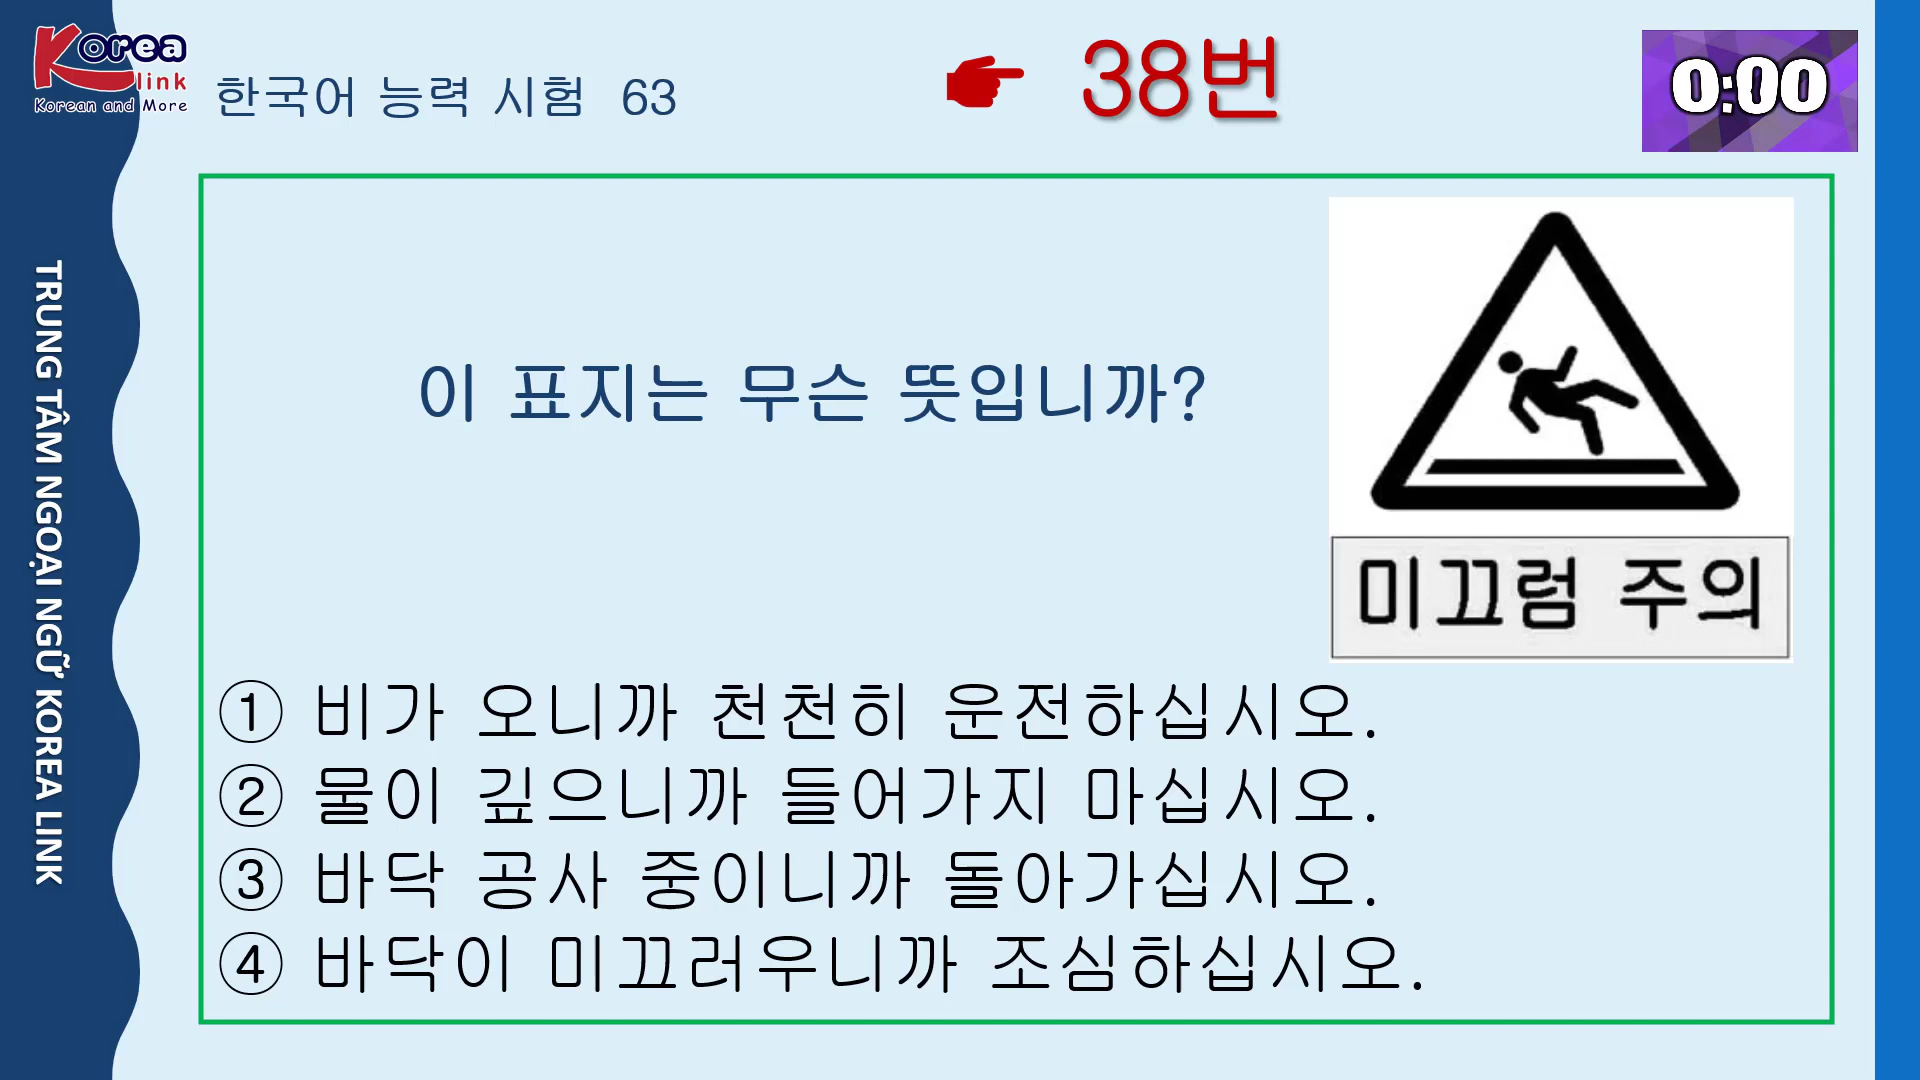 Korea
link
Korean and More
한국어 능력 시험 63
38번
0:00
TRUNG TÂM NGOẠI NGỮ KOREA LINK
이 표지는 무슨 뜻입니까?
미끄럼 주의
① 비가 오니까 천천히 운전하십시오.
② 물이 깊으니까 들어가지 마십시오.
③ 바닥 공사 중이니까 돌아가십시오.
④ 바닥이 미끄러우니까 조심하십시오.